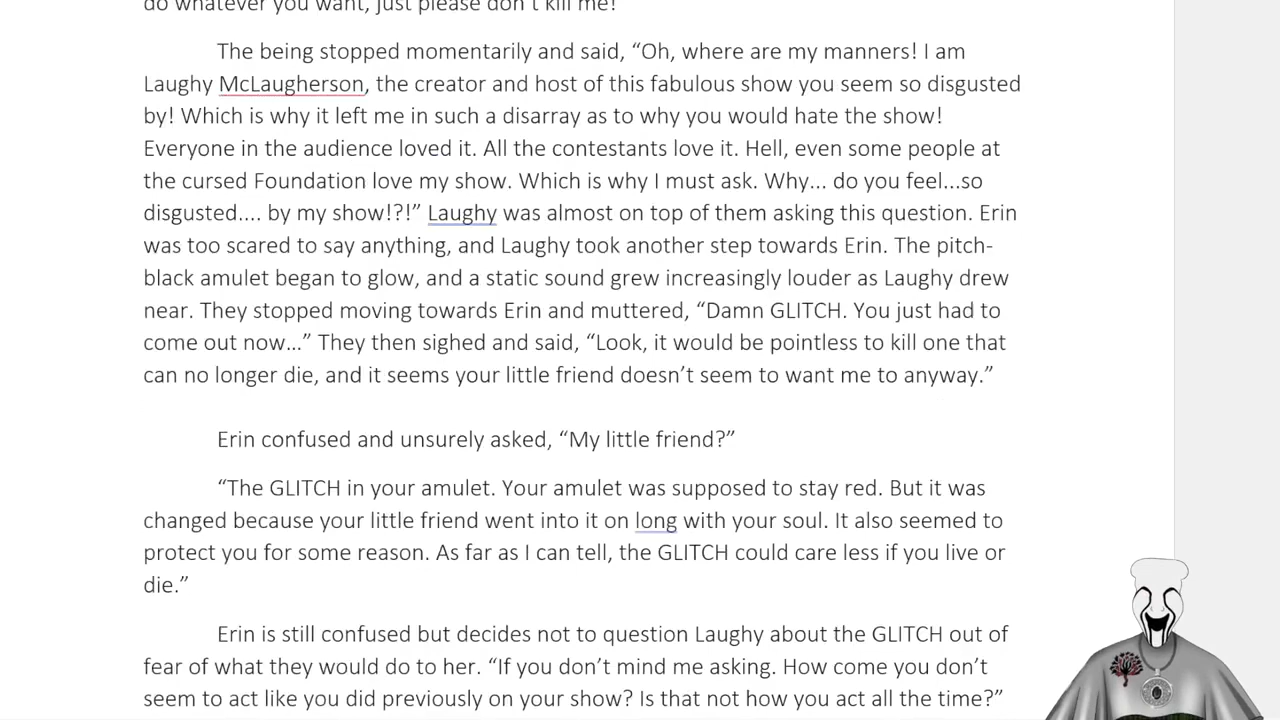 do whatever you want, just please don't kill me!
The being stopped momentarily and said, “Oh, where are my manners! I am
Laughy McLaugherson, the creator and host of this fabulous show you seem so disgusted
by! Which is why it left me in such a disarray as to why you would hate the show!
Everyone in the audience loved it. All the contestants love it. Hell, even some people at
the cursed Foundation love my show. Which is why I must ask. Why... do you feel...so
disgusted.... by my show!?!” Laughy was almost on top of them asking this question. Erin
was too scared to say anything, and Laughy took another step towards Erin. The pitch-
black amulet began to glow, and a static sound grew increasingly louder as Laughy drew
near. They stopped moving towards Erin and muttered, “Damn GLITCH. You just had to
come out now...” They then sighed and said, “Look, it would be pointless to kill one that
can no longer die, and it seems your little friend doesn’t seem to want me to anyway.”
Erin confused and unsurely asked, “My little friend?”
“The GLITCH in your amulet. Your amulet was supposed to stay red. But it was
changed because your little friend went into it on long with your soul. It also seemed to
protect you for some reason. As far as I can tell, the GLITCH could care less if you live or
die.”
Erin is still confused but decides not to question Laughy about the GLITCH out of
fear of what they would do to her. “If you don’t mind me asking. How come you don’t
seem to act like you did previously on your show? Is that not how you act all the time?”